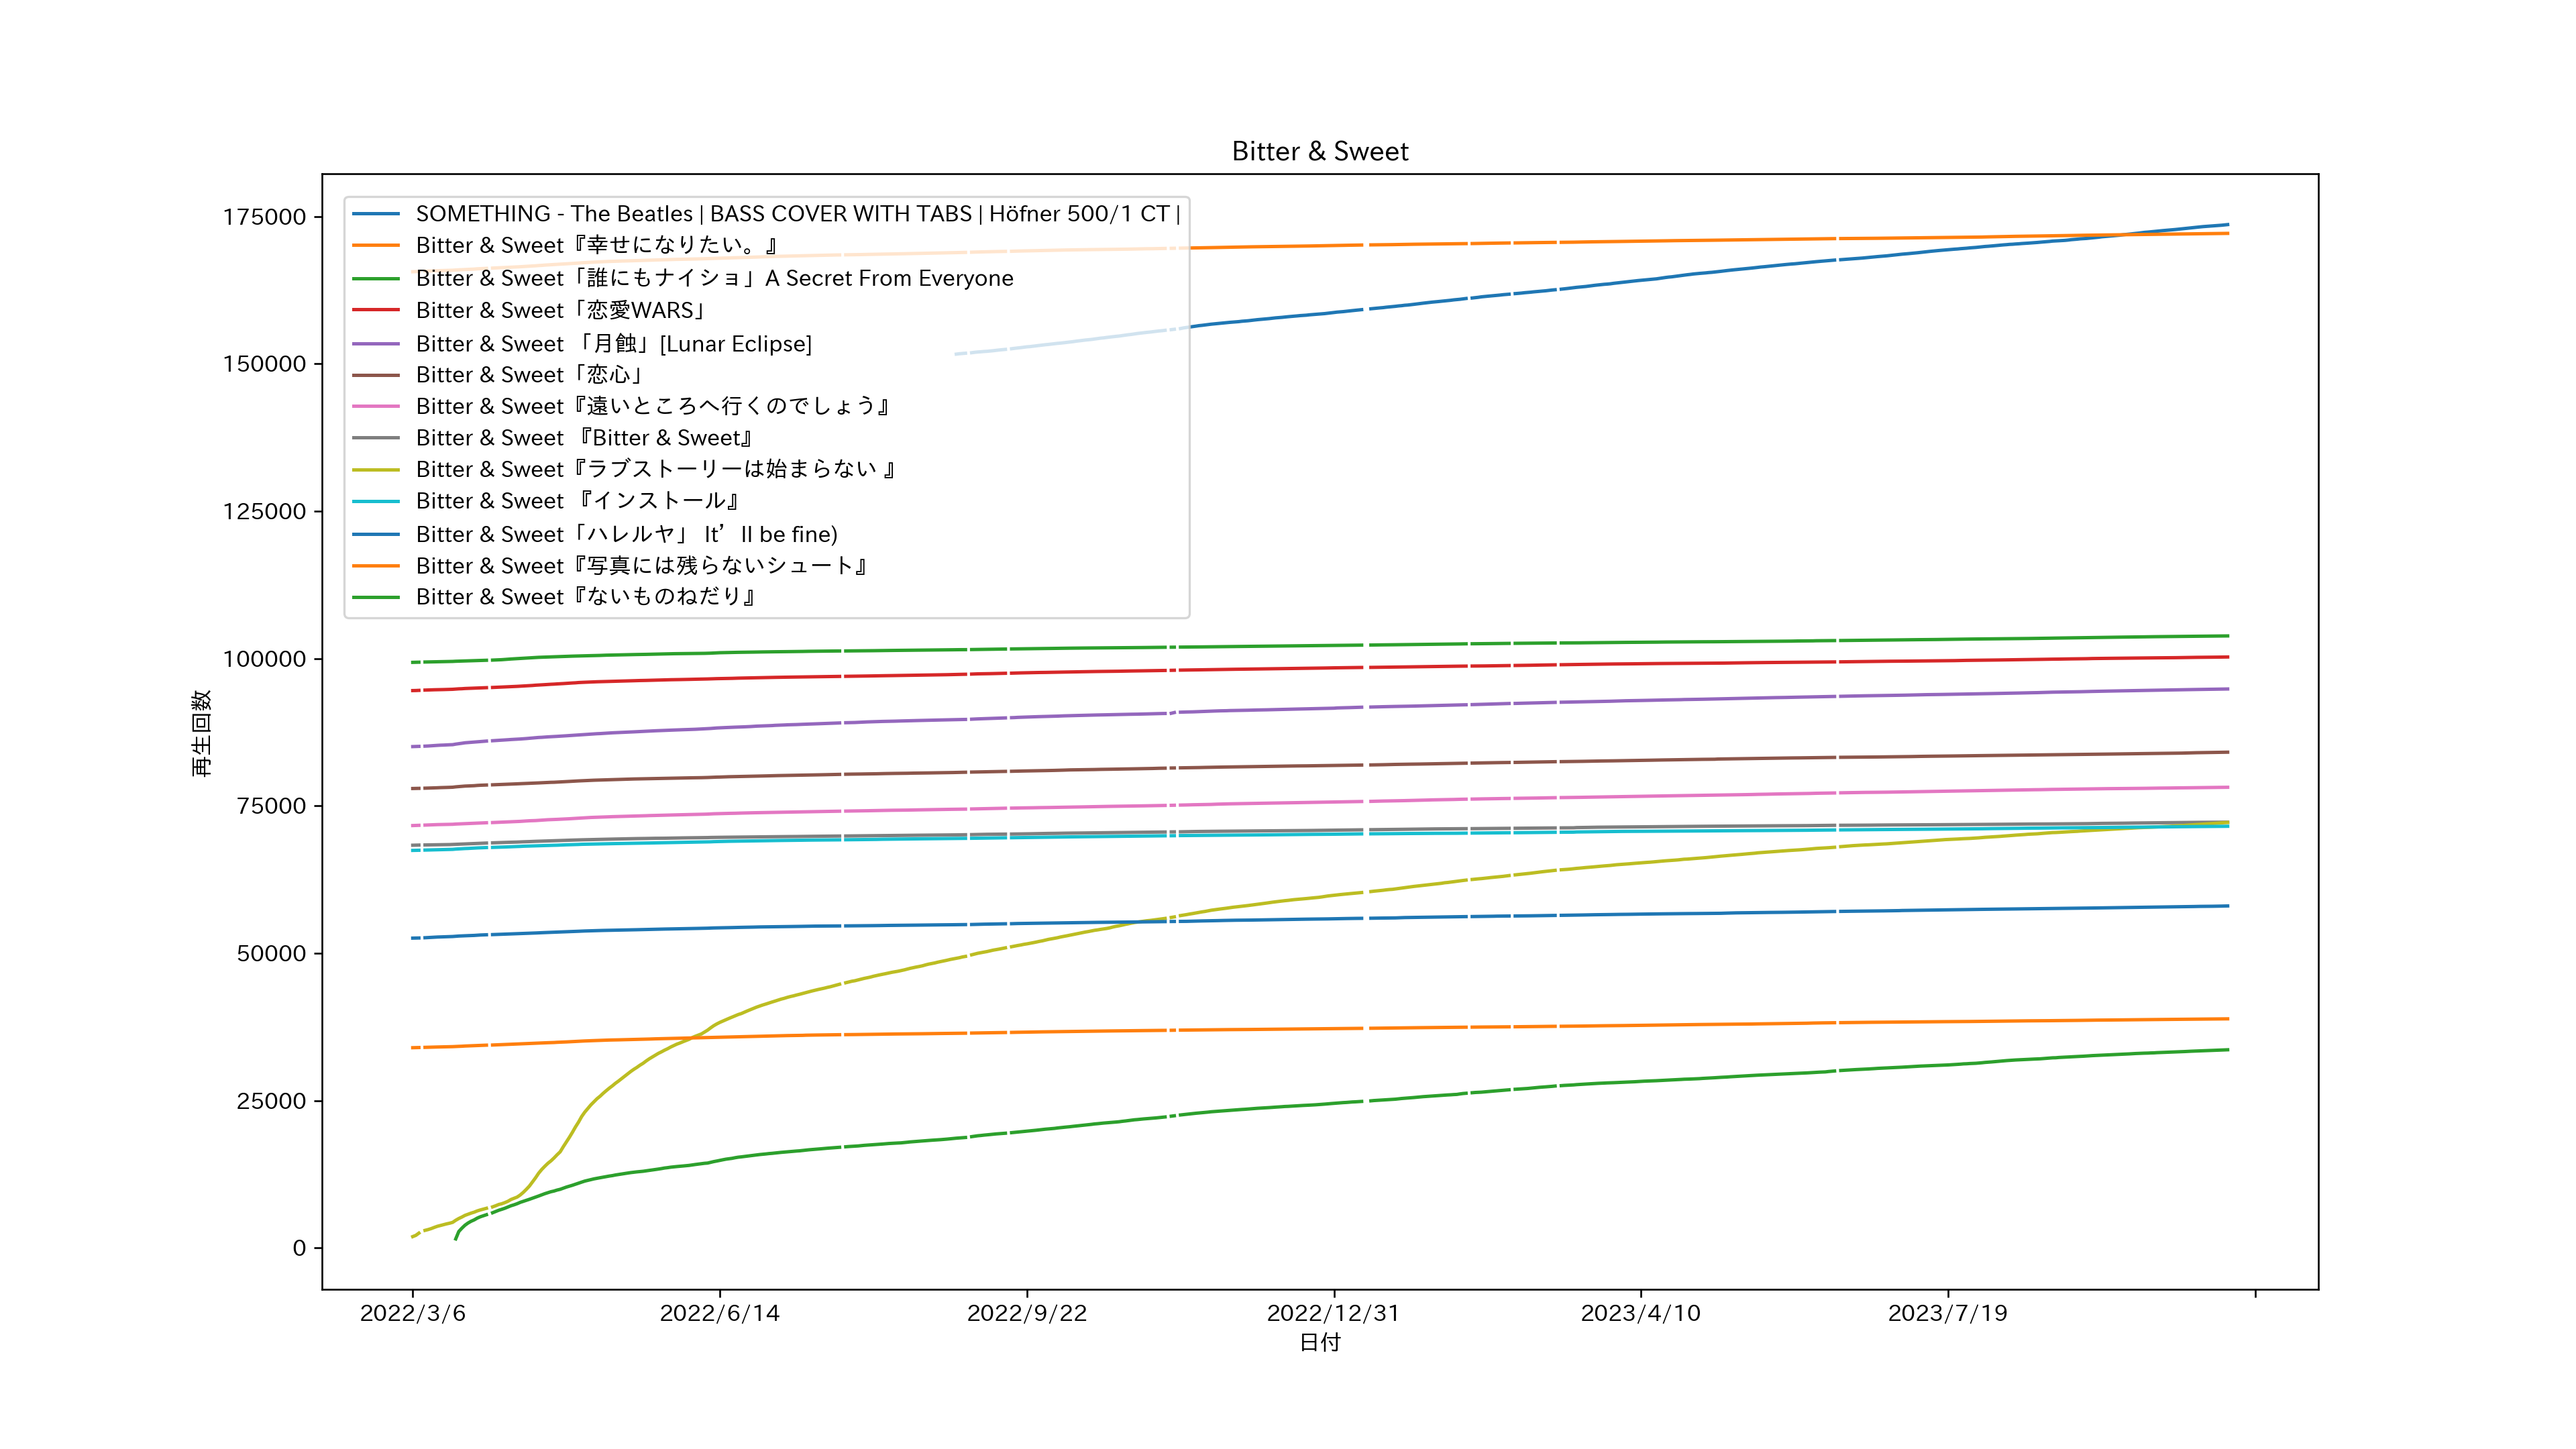 Bitter & Sweet
175000
150000
125000
100000
75000
50000
25000
0
再生回数
SOMETHING - The Beatles | BASS COVER WITH TABS | Höfner 500/1 CT |
Bitter & Sweet『幸せになりたい。』
Bitter & Sweet「誰にもナイショ」A Secret From Everyone
Bitter & Sweet「恋愛WARS」
Bitter & Sweet 「月蝕」[Lunar Eclipse]
Bitter & Sweet「恋心」
Bitter & Sweet『遠いところへ行くのでしょう』
Bitter & Sweet 『Bitter & Sweet』
Bitter & Sweet『ラブストーリーは始まらない 』
Bitter & Sweet 『インストール』
Bitter & Sweet「ハレルヤ」 It’ll be fine)
Bitter & Sweet『写真には残らないシュート』
Bitter & Sweet『ないものねだり』
2022/3/6 2022/6/14 2022/9/22 2022/12/31 2023/4/10 2023/7/19
日付